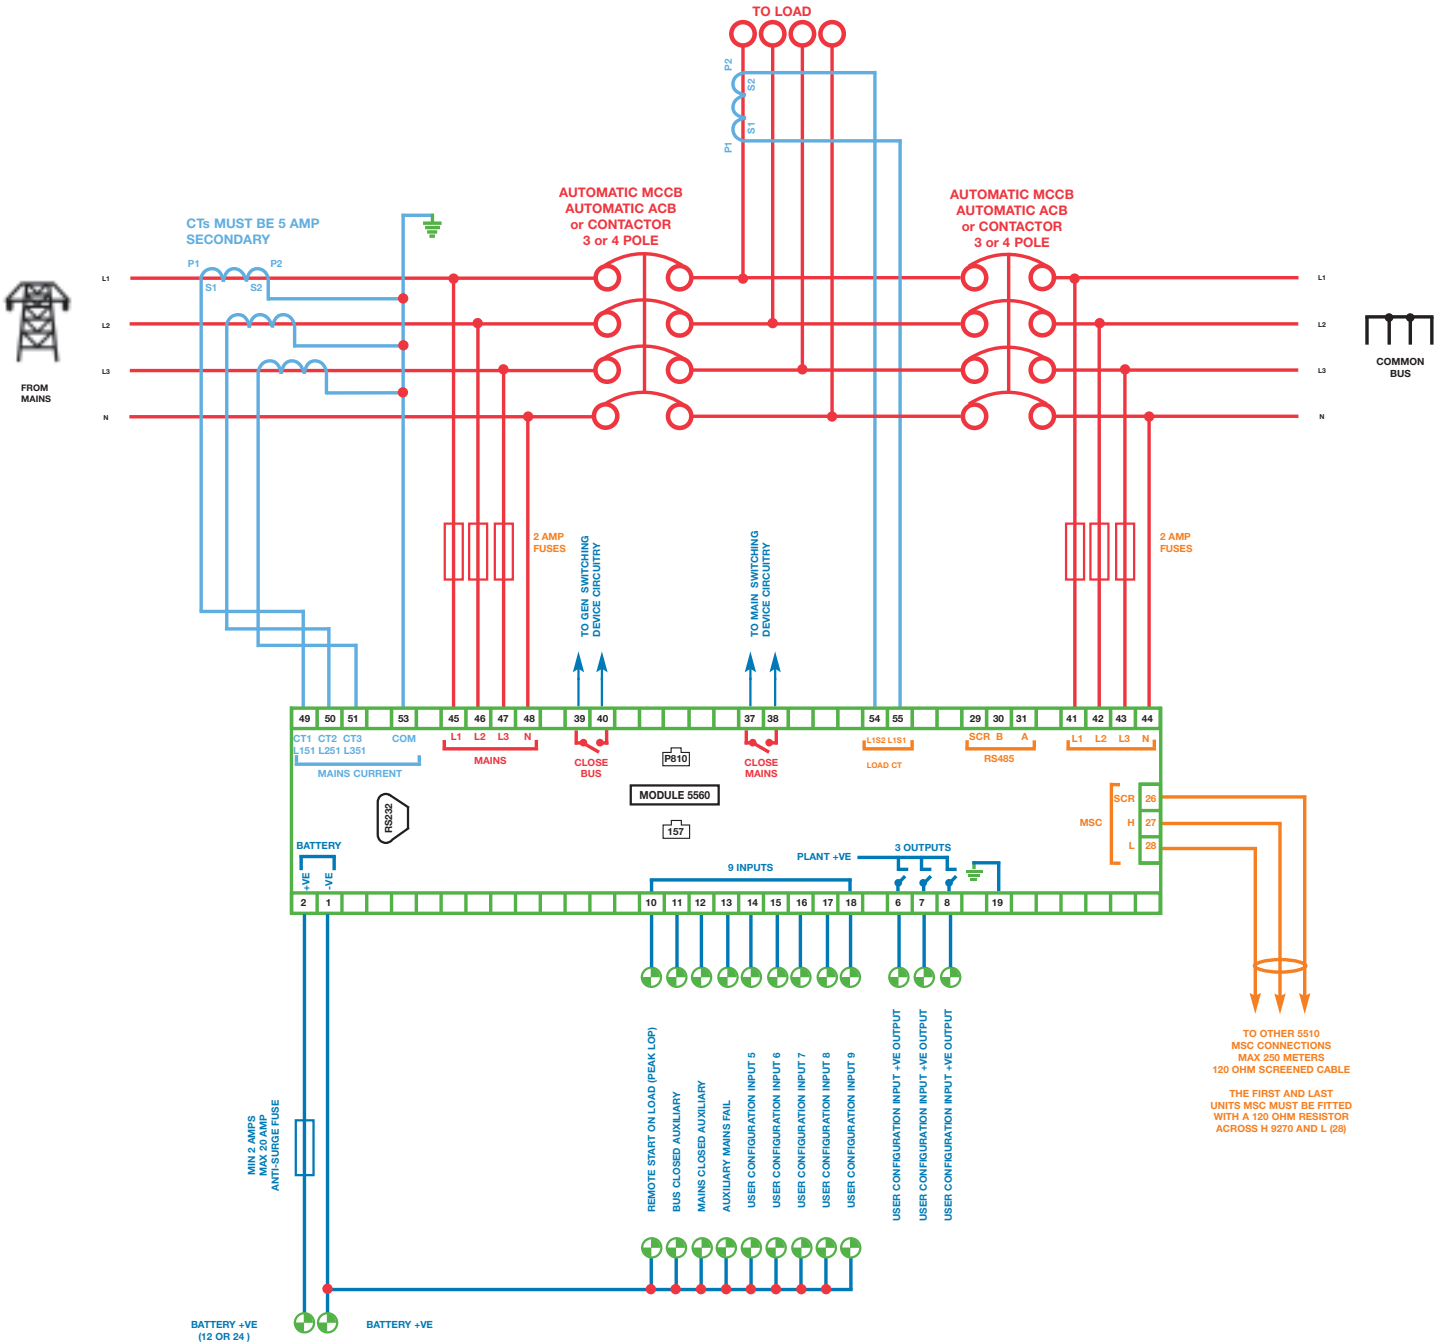 TO LOAD
P2
S2
S1
P1
AUTOMATIC MCCB
AUTOMATIC ACB
or CONTACTOR
3 or 4 POLE
AUTOMATIC MCCB
AUTOMATIC ACB
or CONTACTOR
3 or 4 POLE
CTs MUST BE 5 AMP
SECONDARY
P1
P2
S1
S2
L1
L2
L3
N
L1
L2
L3
N
FROM
MAINS
COMMON
BUS
2 AMP
FUSES
TO GEN SWITCHING
DEVICE CIRCUITRY
TO MAIN SWITCHING
DEVICE CIRCUITRY
2 AMP
FUSES
49 50 51 53 45 46 47 48 39 40 37 38 54 55 29 30 31 41 42 43 44
CT1 CT2 CT3 COM
L151 L251 L351
MAINS CURRENT
L1 L2 L3 N
MAINS
CLOSE
BUS
P810
CLOSE
MAINS
L1S2 L1S1
LOAD CT
SCR B A
RS485
L1 L2 L3 N
MODULE 5560
RS232
157
MSC
SCR 26
H 27
L 28
BATTERY
+VE
-VE
9 INPUTS
PLANT +VE
3 OUTPUTS
2 1 10 11 12 13 14 15 16 17 18 6 7 8 19
MIN 2 AMPS
MAX 20 AMP
ANTI-SURGE FUSE
REMOTE START ON LOAD (PEAK LOP)
BUS CLOSED AUXILIARY
MAINS CLOSED AUXILIARY
AUXILIARY MAINS FAIL
USER CONFIGURATION INPUT 5
USER CONFIGURATION INPUT 6
USER CONFIGURATION INPUT 7
USER CONFIGURATION INPUT 8
USER CONFIGURATION INPUT 9
USER CONFIGURATION INPUT +VE OUTPUT
USER CONFIGURATION INPUT +VE OUTPUT
USER CONFIGURATION INPUT +VE OUTPUT
TO OTHER 5510
MSC CONNECTIONS
MAX 250 METERS
120 OHM SCREENED CABLE
THE FIRST AND LAST
UNITS MSC MUST BE FITTED
WITH A 120 OHM RESISTOR
ACROSS H 9270 AND L (28)
BATTERY +VE
(12 OR 24 )
BATTERY +VE